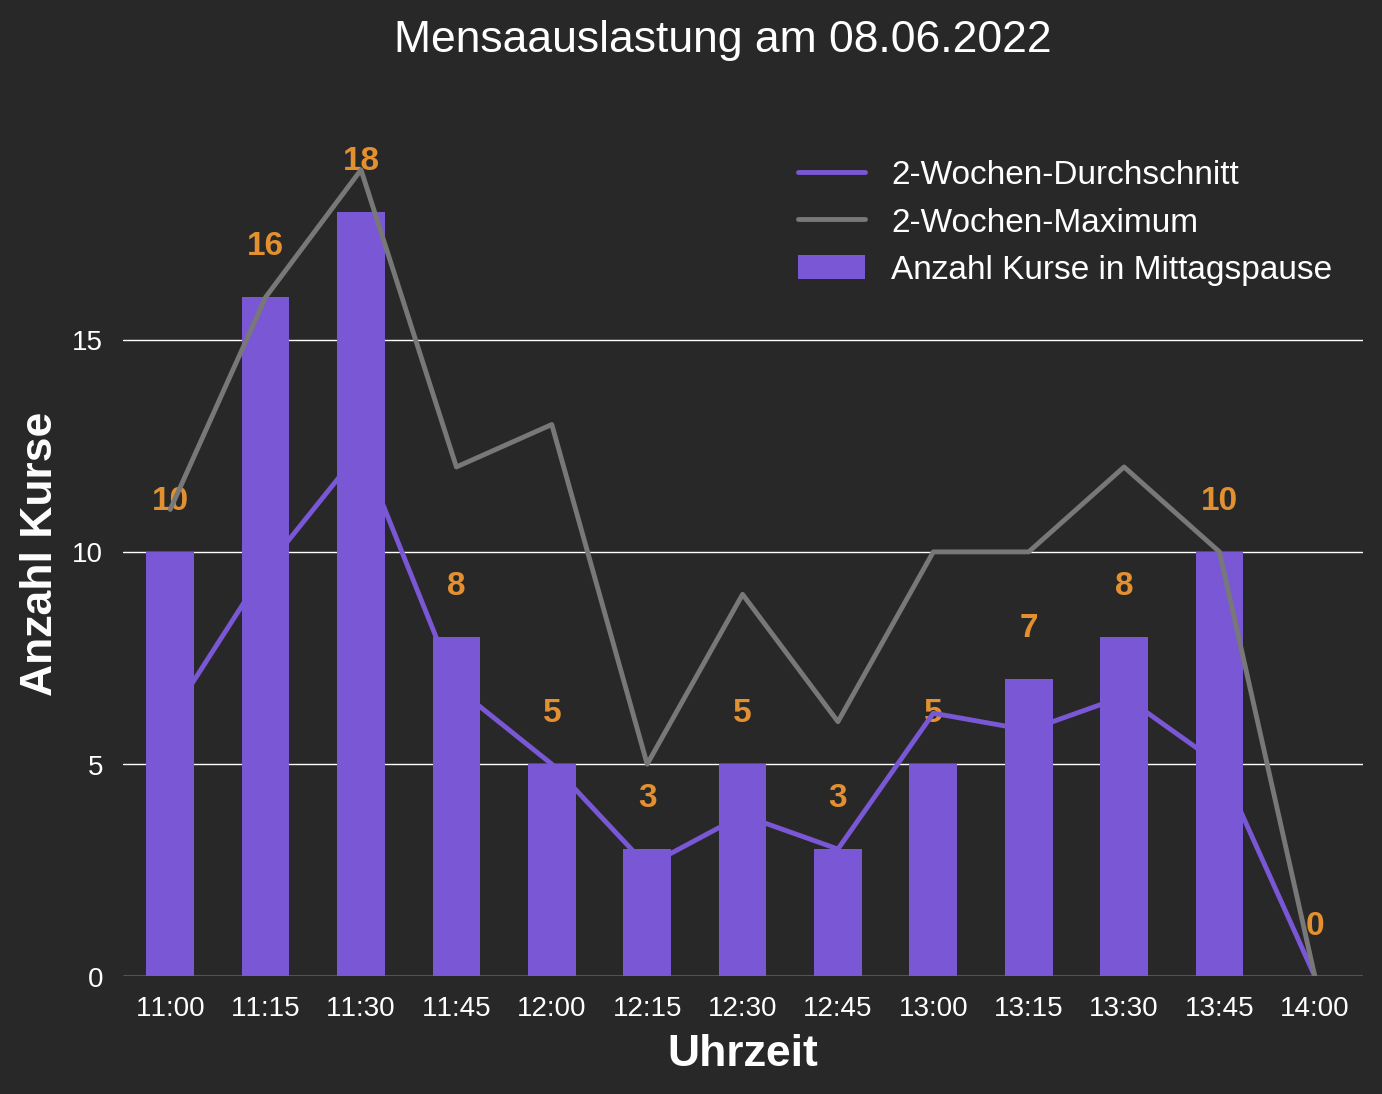 Mensaauslastung am 08.06.2022
2-Wochen-Durchschnitt
2-Wochen-Maximum
Anzahl Kurse in Mittagspause
Anzahl Kurse
15
10
5
0
10
16
18
8
5
3
5
3
5
7
8
10
0
11:00 11:15 11:30 11:45 12:00 12:15 12:30 12:45 13:00 13:15 13:30 13:45 14:00
Uhrzeit